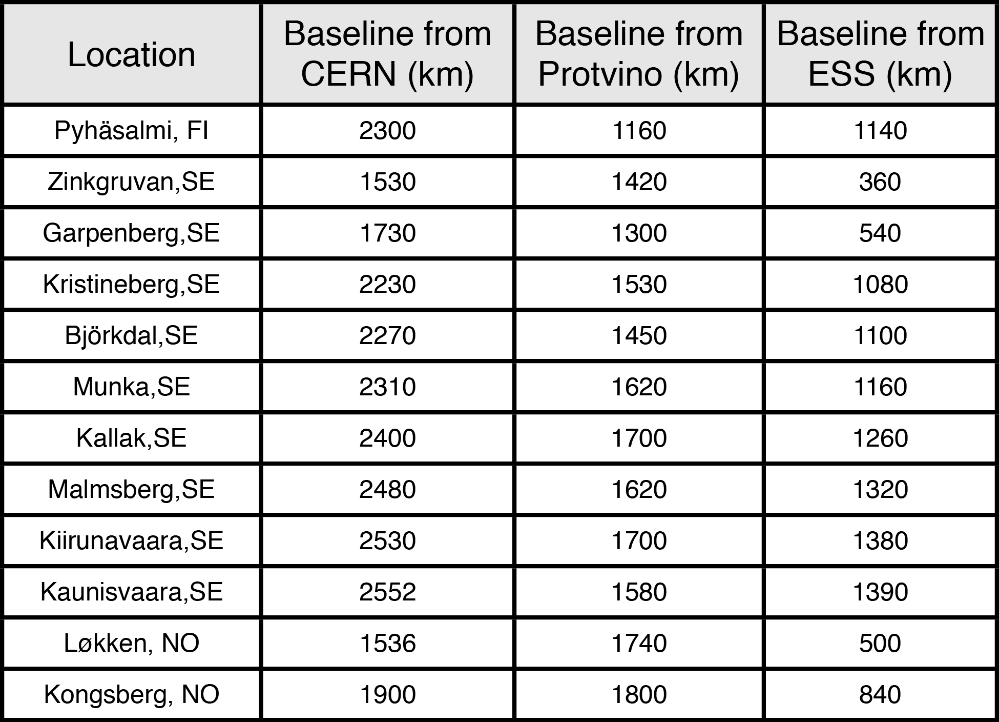 Location Baseline from CERN (km) Baseline from Protvino (km) Baseline from ESS (km)
Pyhäsalmi, FI 2300 1160 1140
Zinkgruvan,SE 1530 1420 360
Garpenberg,SE 1730 1300 540
Kristineberg,SE 2230 1530 1080
Björkdal,SE 2270 1450 1100
Munka,SE 2310 1620 1160
Kallak,SE 2400 1700 1260
Malmsberg,SE 2480 1620 1320
Kiirunavaara,SE 2530 1700 1380
Kaunisvaara,SE 2552 1580 1390
Løkken, NO 1536 1740 500
Kongsberg, NO 1900 1800 840